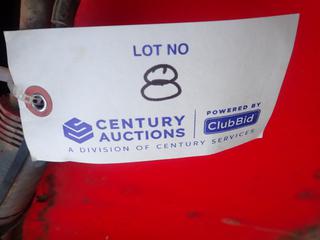 LOT NO
8
CENTURY AUCTIONS
POWERED BY
ClubBid
A DIVISION OF CENTURY SERVICES